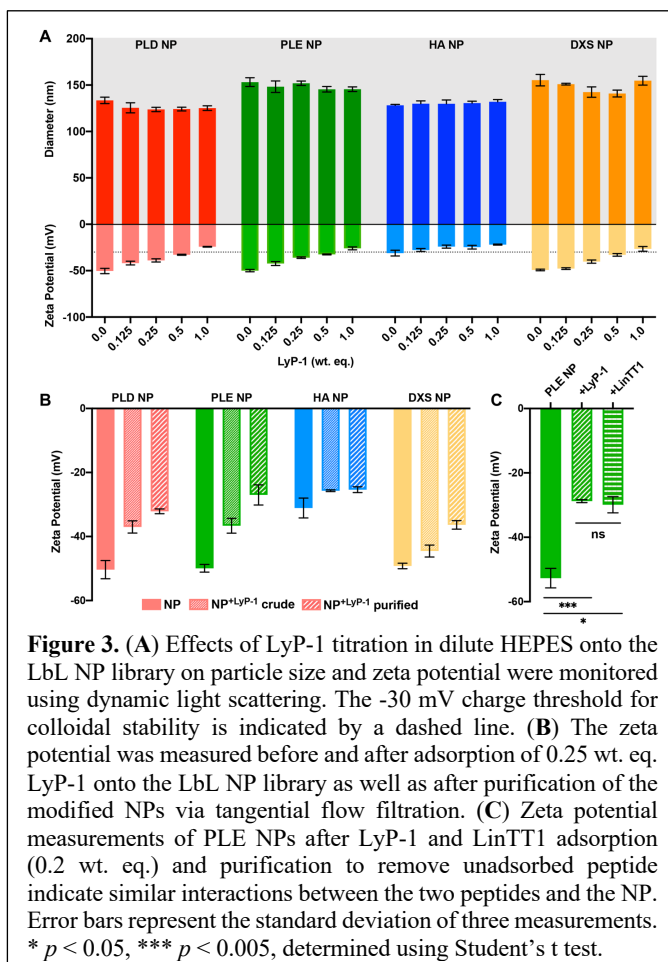 A
PLD NP
PLE NP
HA NP
DXS NP
200
150
100
50
0
-50
-100
Diameter (nm)
Zeta Potential (mV)
0.0 0.125 0.25 0.5 1.0 0.0 0.125 0.25 0.5 1.0 0.0 0.125 0.25 0.5 1.0 0.0 0.125 0.25 0.5 1.0
LyP-1 (wt. eq.)
B
PLD NP
PLE NP
HA NP
DXS NP
0
-20
-40
-60
Zeta Potential (mV)
NP
NP+LyP-1 crude
NP+LyP-1 purified
C
PLE NP
+LyP-1
+LinTT1
0
-20
-40
-60
Zeta Potential (mV)
ns
***
*
Figure 3. (A) Effects of LyP-1 titration in dilute HEPES onto the
LbL NP library on particle size and zeta potential were monitored
using dynamic light scattering. The -30 mV charge threshold for
colloidal stability is indicated by a dashed line. (B) The zeta
potential was measured before and after adsorption of 0.25 wt. eq.
LyP-1 onto the LbL NP library as well as after purification of the
modified NPs via tangential flow filtration. (C) Zeta potential
measurements of PLE NPs after LyP-1 and LinTT1 adsorption
(0.2 wt. eq.) and purification to remove unadsorbed peptide
indicate similar interactions between the two peptides and the NP.
Error bars represent the standard deviation of three measurements.
* p < 0.05, *** p < 0.005, determined using Student's t test.